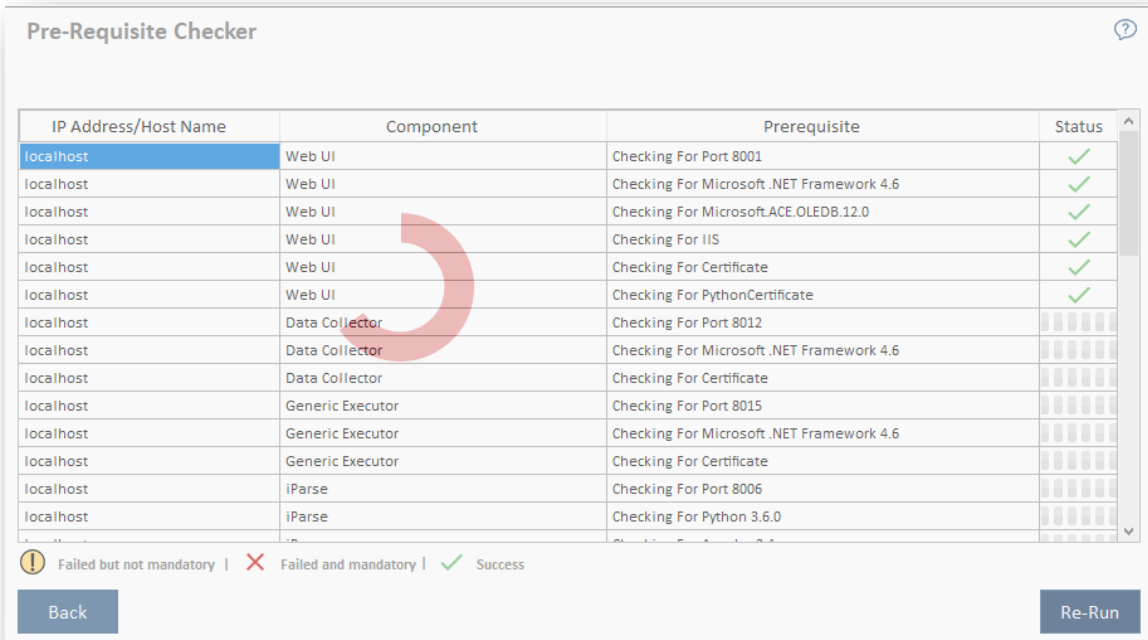 Pre-Requisite Checker
IP Address/Host Name Component Prerequisite Status
localhost Web UI Checking For Port 8001
localhost Web UI Checking For Microsoft .NET Framework 4.6
localhost Web UI Checking For Microsoft.ACE.OLEDB.12.0
localhost Web UI Checking For IIS
localhost Web UI Checking For Certificate
localhost Web UI Checking For PythonCertificate
localhost Data Collector Checking For Port 8012
localhost Data Collector Checking For Microsoft .NET Framework 4.6
localhost Data Collector Checking For Certificate
localhost Generic Executor Checking For Port 8015
localhost Generic Executor Checking For Microsoft .NET Framework 4.6
localhost Generic Executor Checking For Certificate
localhost iParse Checking For Port 8006
localhost iParse Checking For Python 3.6.0
Failed but not mandatory | Failed and mandatory | Success
Back Re-Run